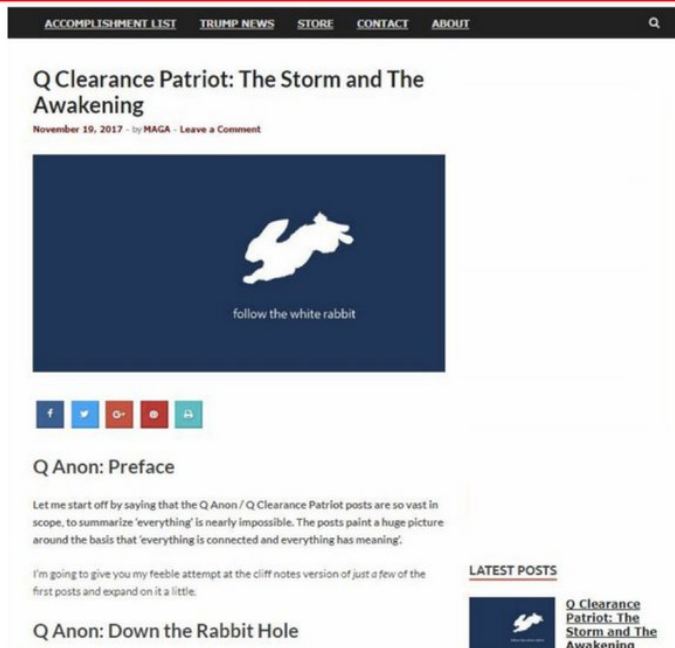 ACCOMPLISHMENT LIST TRUMP NEWS STORE CONTACT ABOUT
Q Clearance Patriot: The Storm and The
Awakening
November 19, 2017 - by MAGA - Leave a Comment
follow the white rabbit
Q Anon: Preface
Let me start off by saying that the Q Anon / Q Clearance Patriot posts are so vast in
scope, to summarize 'everything' is nearly impossible. The posts paint a huge picture
around the basis that 'everything is connected and everything has meaning'.
I'm going to give you my feeble attempt at the cliff notes version of just a few of the
first posts and expand on it a little.
Q Anon: Down the Rabbit Hole
LATEST POSTS
Q Clearance
Patriot: The
Storm and The
Awakening